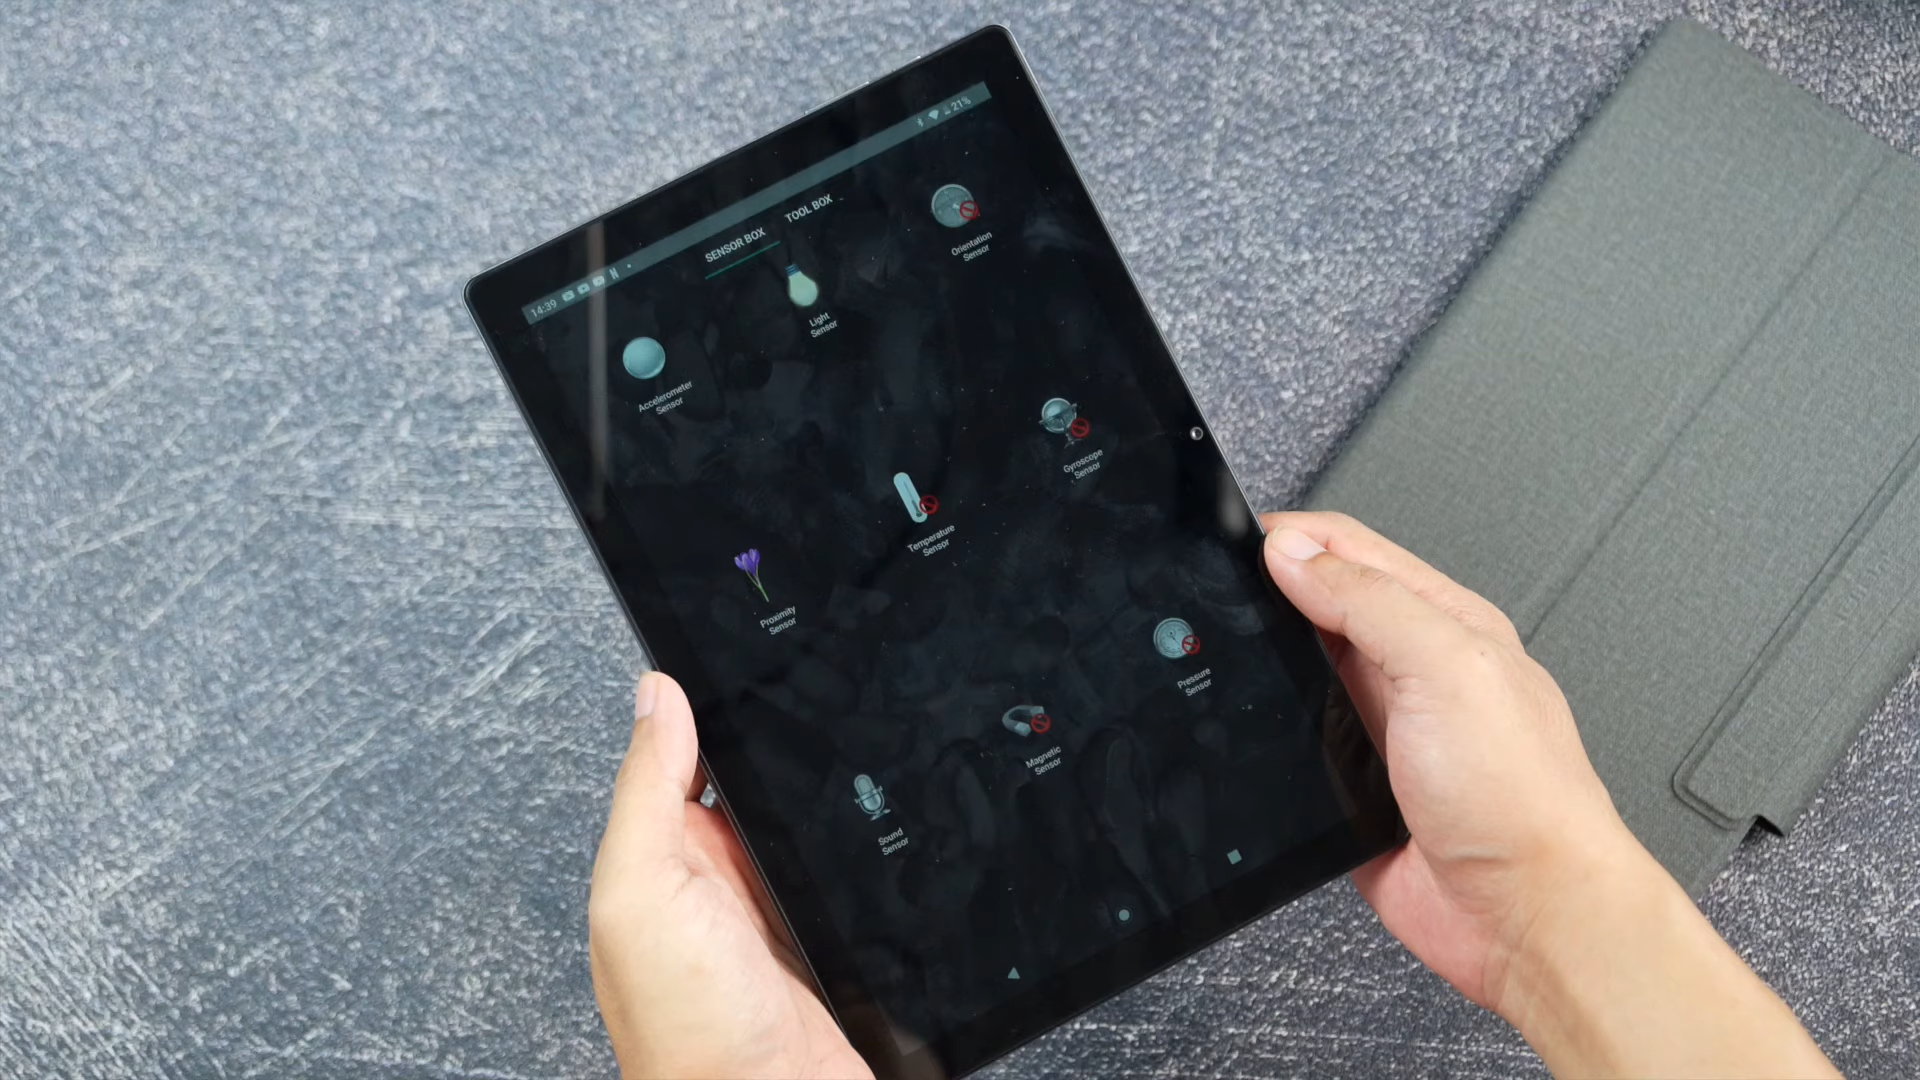 14:39
21%
SENSOR BOX
TOOL BOX
Accelerometer
Sensor
Light
Sensor
Orientation
Sensor
Proximity
Sensor
Temperature
Sensor
Gyroscope
Sensor
Sound
Sensor
Magnetic
Sensor
Pressure
Sensor